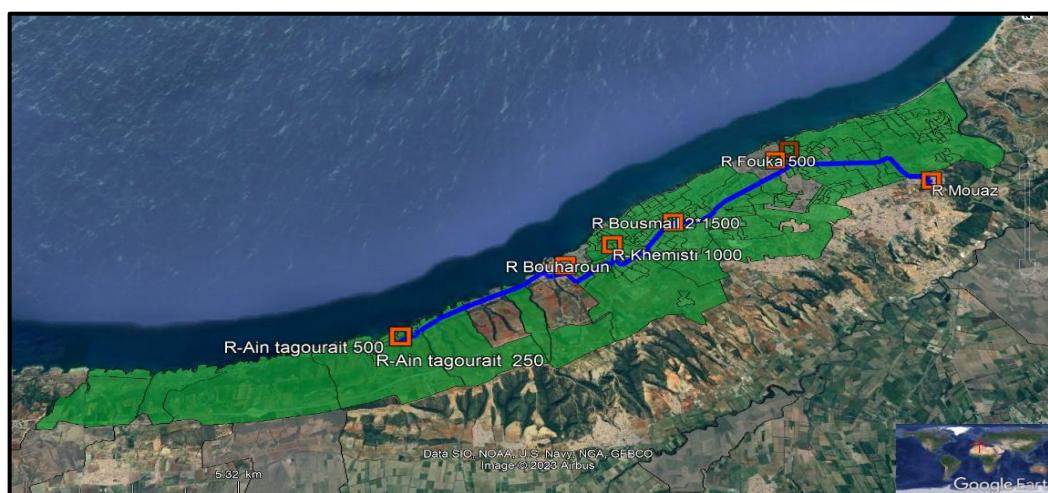 R Fouka 500
R Mouaz
R Bousmail 2*1500
R-Khemisti 1000
R Bouharoun
R-Ain tagourait 500
R-Ain tagourait 250
Data SIO, NOAA, U.S. Navy, NGA, GEBCO
Image © 2023 Airbus
5.32 km
Google Eart